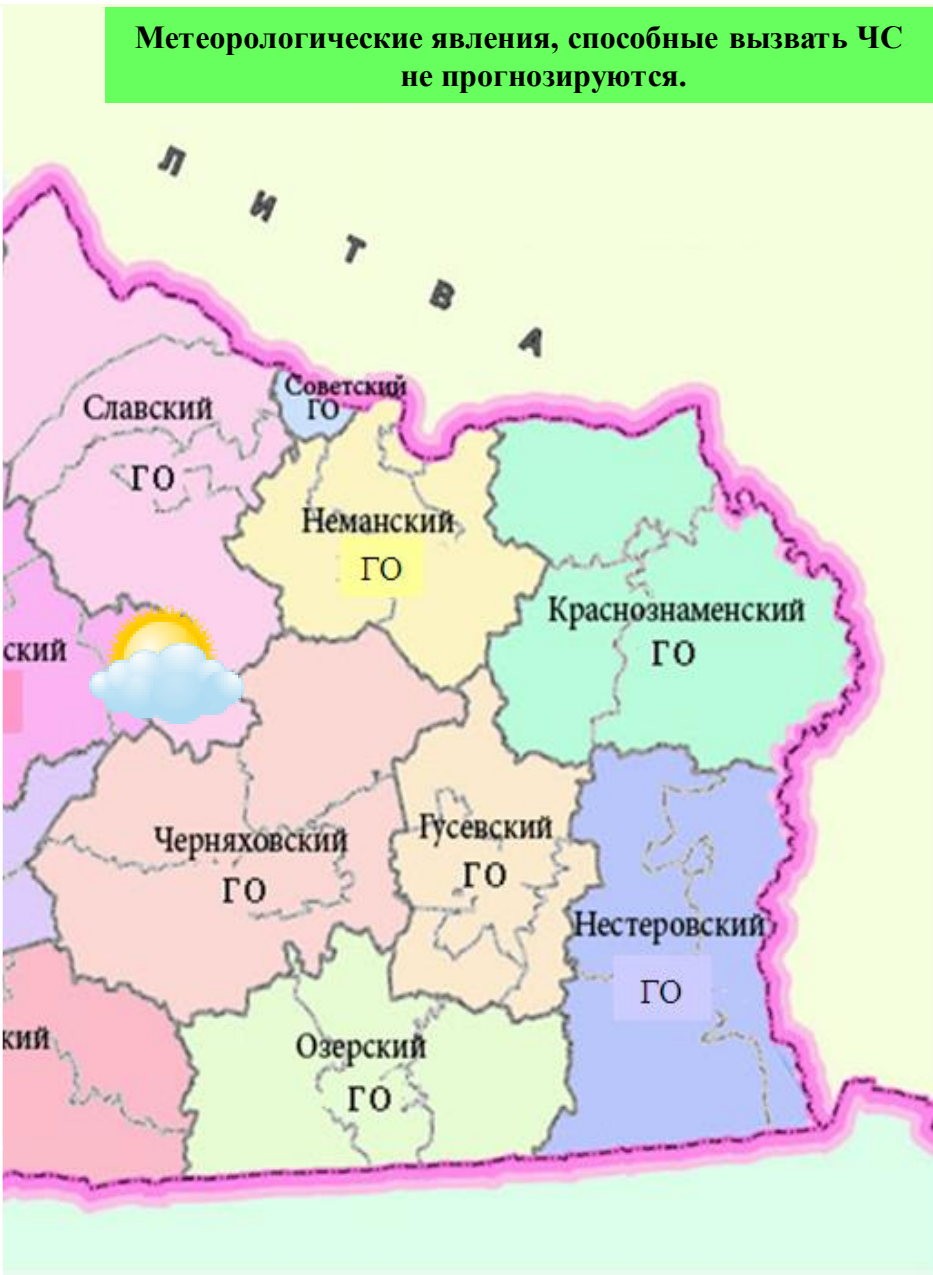 Метеорологические явления, способные вызвать ЧС
не прогнозируются.
ЛИТВА
Советский
ГО
Славский
ГО
Неманский
ГО
Краснознаменский
ГО
ский
Черняховский
ГО
Гусевский
ГО
Нестеровский
ГО
кий
Озерский
ГО